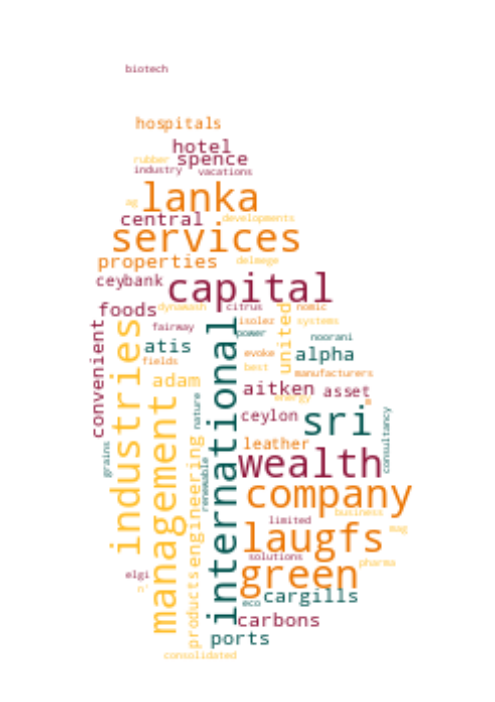 biotech
hospitals
hotel
rubber spence
industry vacations
ag lanka
central developments
services
properties delmege
ceybank capital
foods dynawash citrus nomic
convenient industries fairway international isolez united systems
power noorani
atis evoke alpha
fields best manufacturers
adam aitken asset
management nature energy
ceylon sri consultancy
grains engineering renewable leather
wealth
company
limited business
laugfs mag
solutions pharma
elgi green
n' products eco cargills
carbons
ports
consolidated